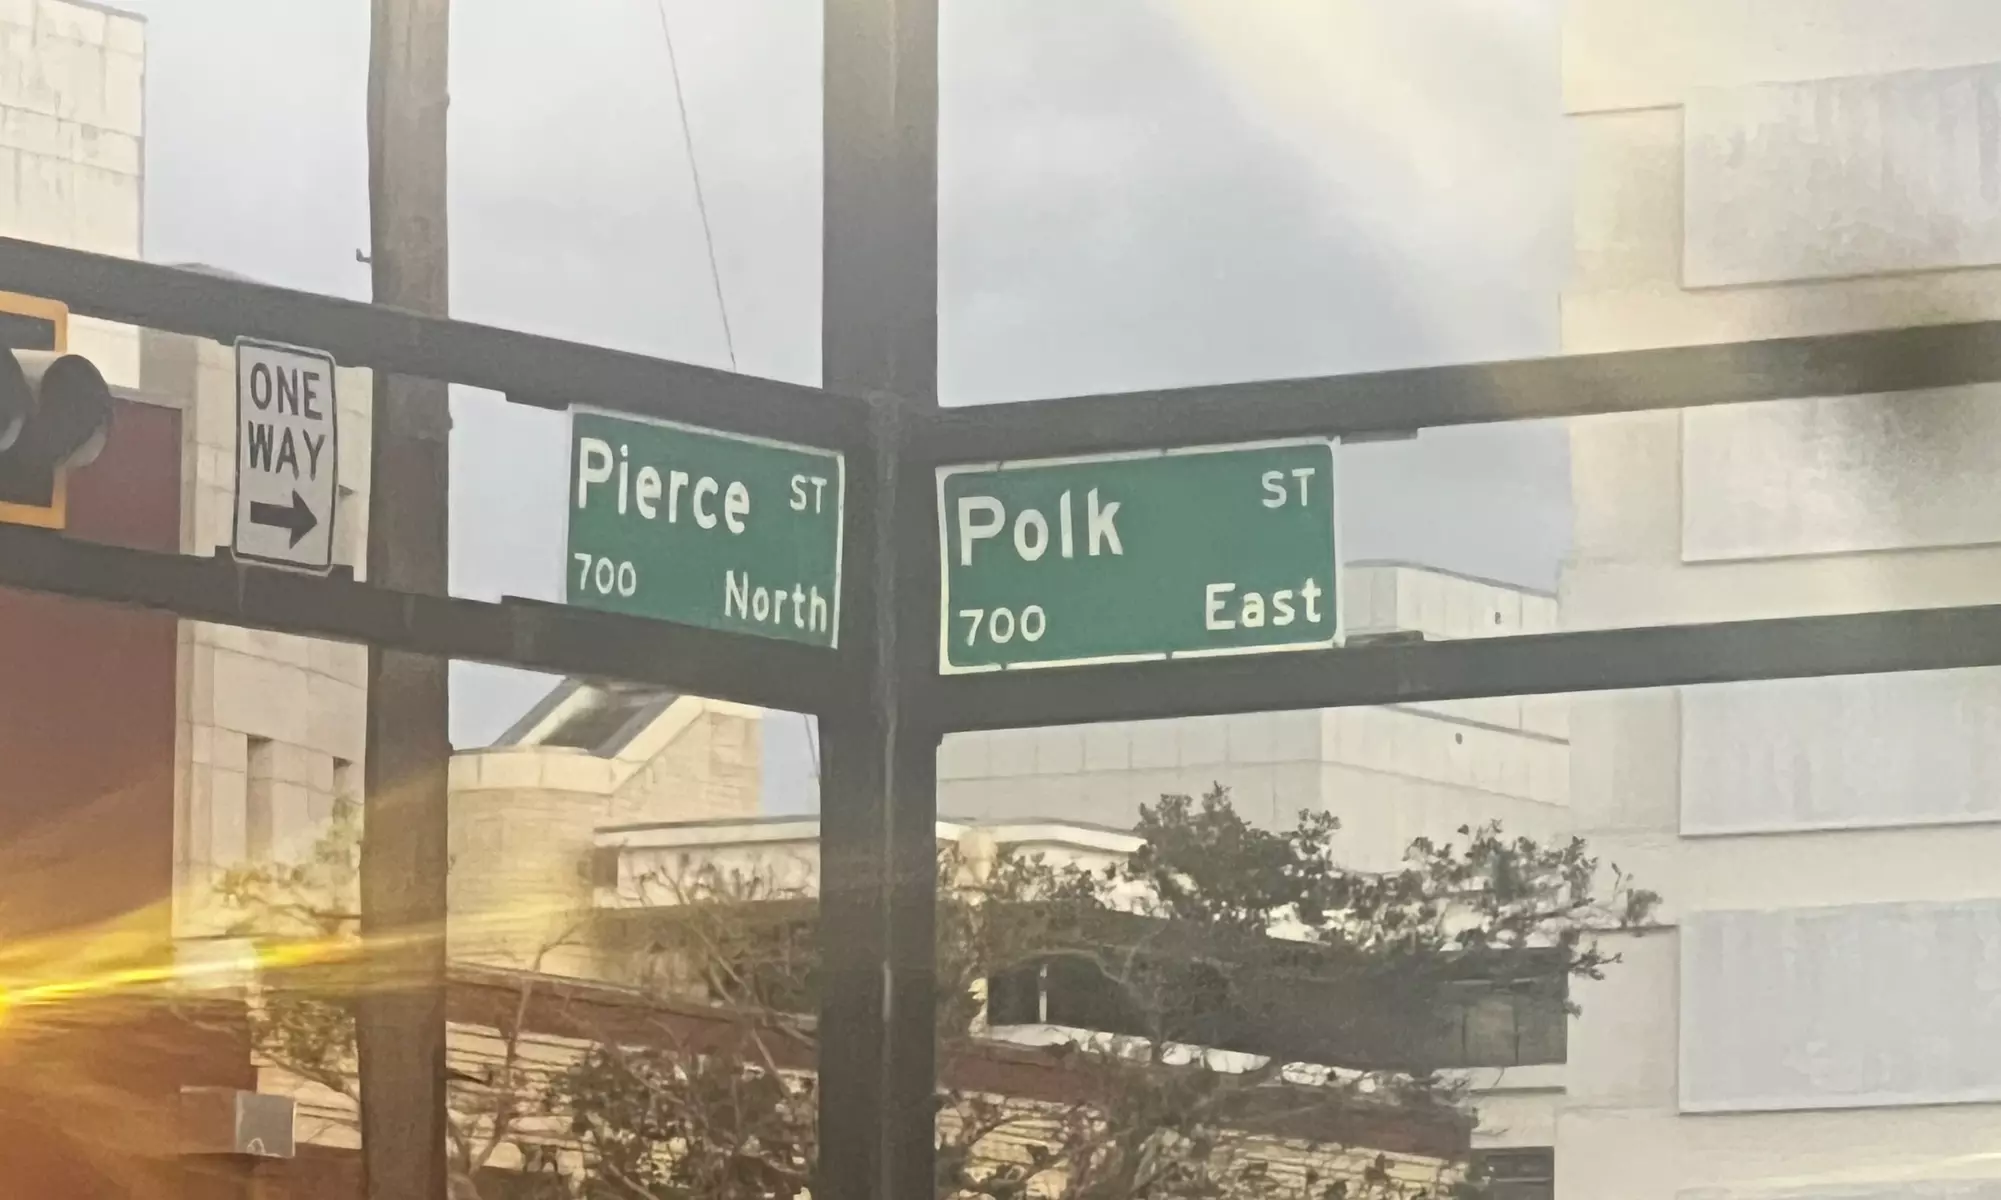 ONE
WAY
Pierce ST
700 North
Polk ST
700 East